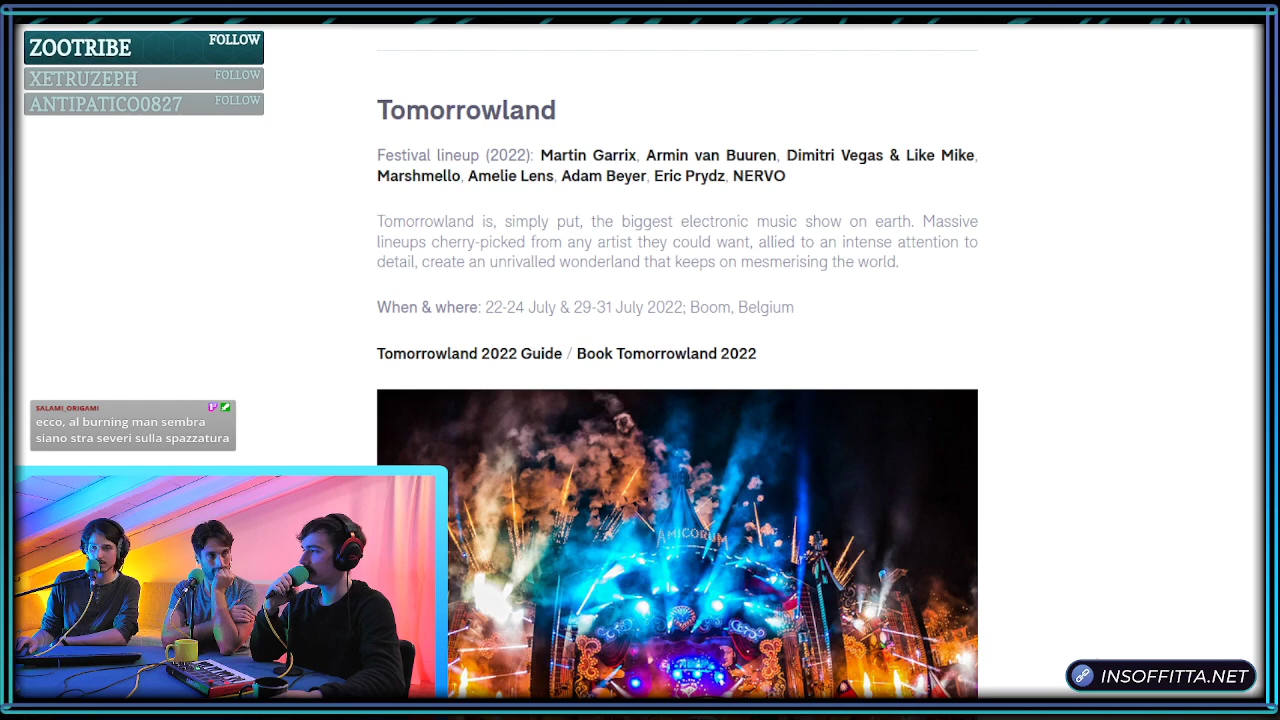 ZOOTRIBE FOLLOW
XETRUZEPH FOLLOW
ANTIPATICO0827 FOLLOW
Tomorrowland
Festival lineup (2022): Martin Garrix, Armin van Buuren, Dimitri Vegas & Like Mike,
Marshmello, Amelie Lens, Adam Beyer, Eric Prydz, NERVO
Tomorrowland is, simply put, the biggest electronic music show on earth. Massive
lineups cherry-picked from any artist they could want, allied to an intense attention to
detail, create an unrivalled wonderland that keeps on mesmerising the world.
When & where: 22-24 July & 29-31 July 2022; Boom, Belgium
Tomorrowland 2022 Guide / Book Tomorrowland 2022
SALAMI_ORIGAMI
ecco, al burning man sembra
siano stra severi sulla spazzatura
AMICORUM
INSOFFITTA.NET